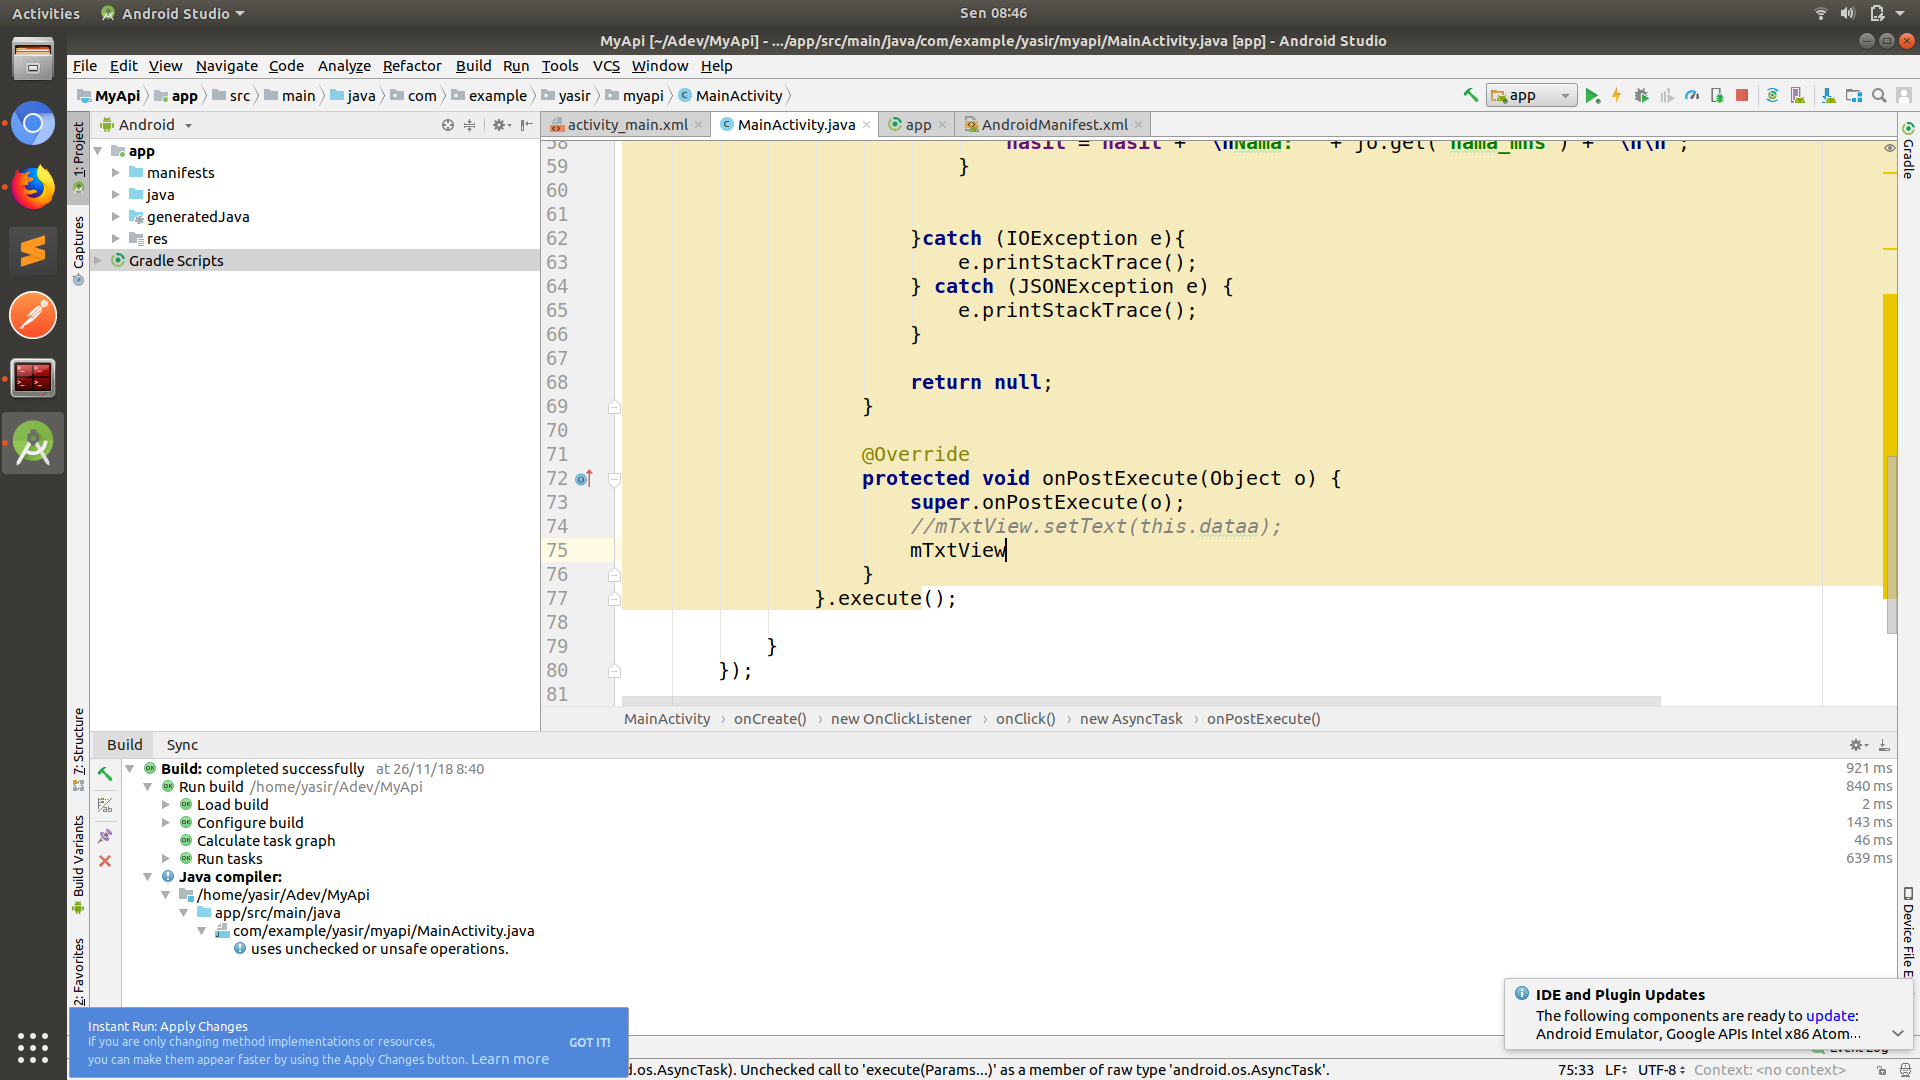 Activities Android Studio Sen 08:46
MyApi [~/Adev/MyApi] - .../app/src/main/java/com/example/yasir/myapi/MainActivity.java [app] - Android Studio
File Edit View Navigate Code Analyze Refactor Build Run Tools VCS Window Help
MyApi app src main java com example yasir myapi MainActivity app
Android activity_main.xml MainActivity.java app AndroidManifest.xml
1: Project
Captures
7: Structure
Build Variants
2: Favorites
Gradle
app
manifests
java
generatedJava
res
Gradle Scripts
58 hasil = hasil + "\nNama: " + jo.get("nama_mhs") + "\n\n";
59 }
60
61
62 }catch (IOException e){
63 e.printStackTrace();
64 } catch (JSONException e) {
65 e.printStackTrace();
66 }
67
68 return null;
69 }
70
71 @Override
72 protected void onPostExecute(Object o) {
73 super.onPostExecute(o);
74 //mTxtView.setText(this.dataa);
75 mTxtView
76 }
77 }.execute();
78
79 }
80 });
81
MainActivity › onCreate() › new OnClickListener › onClick() › new AsyncTask › onPostExecute()
Build Sync
Build: completed successfully at 26/11/18 8:40 921 ms
Run build /home/yasir/Adev/MyApi 840 ms
Load build 2 ms
Configure build 143 ms
Calculate task graph 46 ms
Run tasks 639 ms
Java compiler:
/home/yasir/Adev/MyApi
app/src/main/java
com/example/yasir/myapi/MainActivity.java
uses unchecked or unsafe operations.
Device File E
Instant Run: Apply Changes
If you are only changing method implementations or resources,
you can make them appear faster by using the Apply Changes button. Learn more
GOT IT!
IDE and Plugin Updates
The following components are ready to update:
Android Emulator, Google APIs Intel x86 Atom...
Event Log
d.os.AsyncTask). Unchecked call to 'execute(Params...)' as a member of raw type 'android.os.AsyncTask'. 75:33 LF UTF-8 Context: <no context>